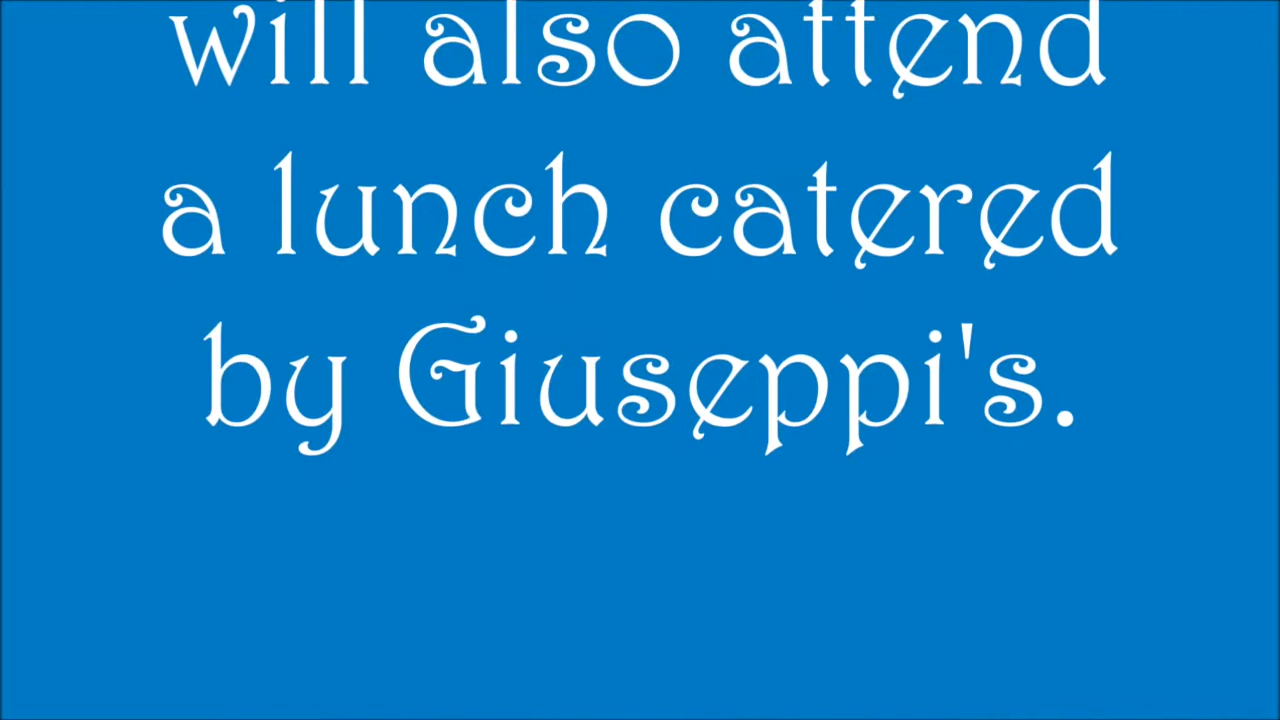 will also attend
a lunch catered
by Giuseppi's.